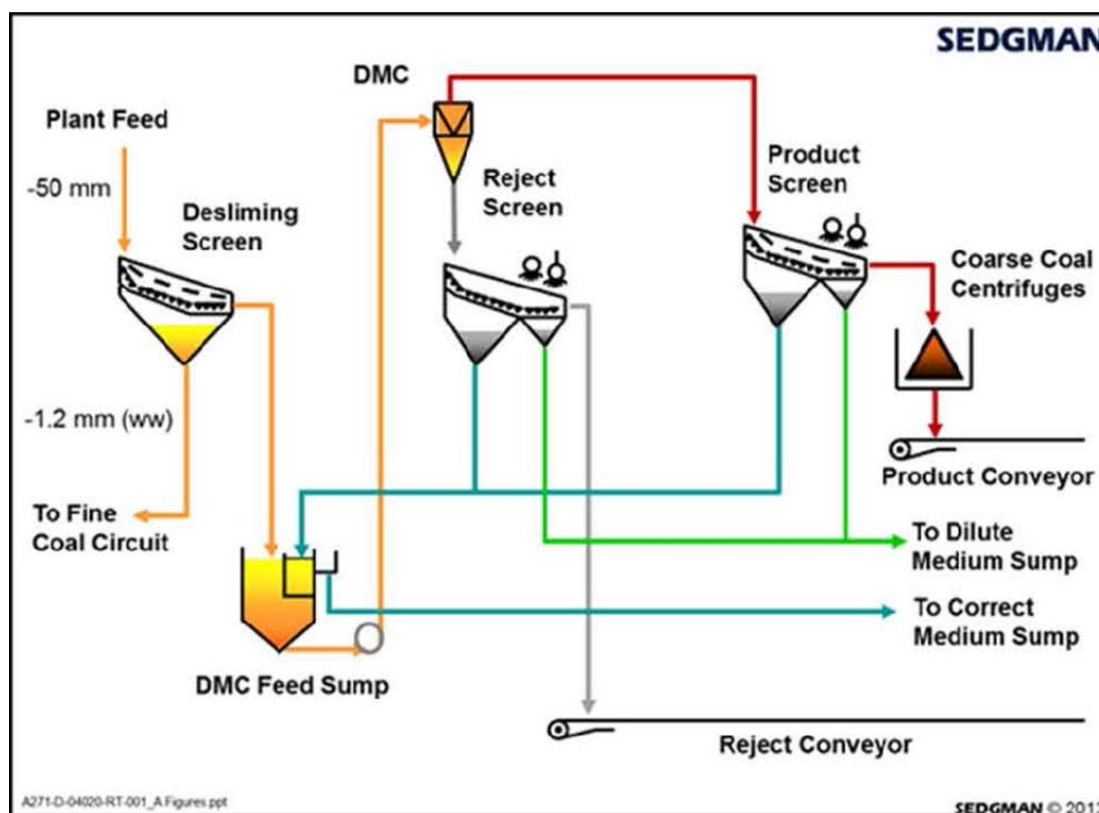 SEDGMAN
DMC
Plant Feed
-50 mm
Desliming
Screen
Reject
Screen
Product
Screen
Coarse Coal
Centrifuges
-1.2 mm (ww)
Product Conveyor
To Fine
Coal Circuit
To Dilute
Medium Sump
To Correct
Medium Sump
DMC Feed Sump
Reject Conveyor
A271-D-04020-RT-001_A Figures.ppt
SEDGMAN © 2013